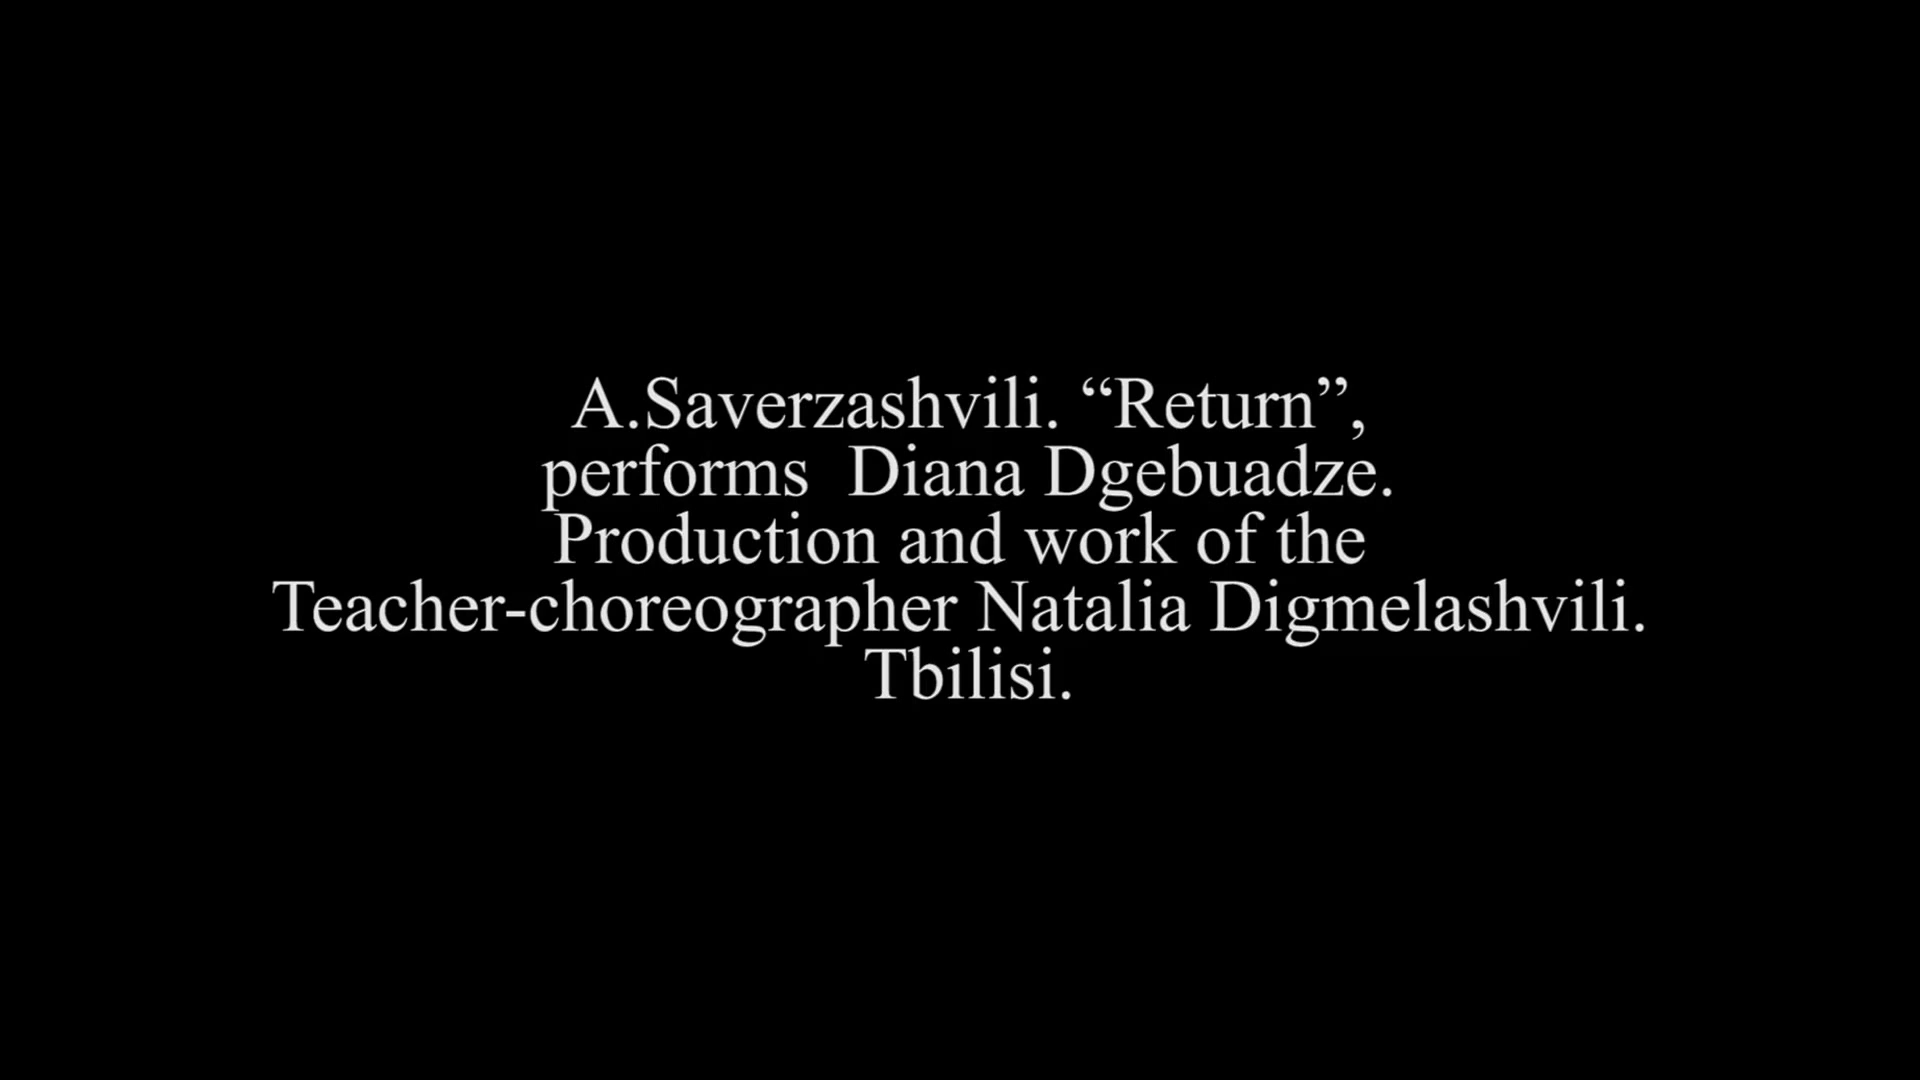 A.Saverzashvili. “Return”,
performs  Diana Dgebuadze.
Production and work of the
Teacher-choreographer Natalia Digmelashvili.
Tbilisi.